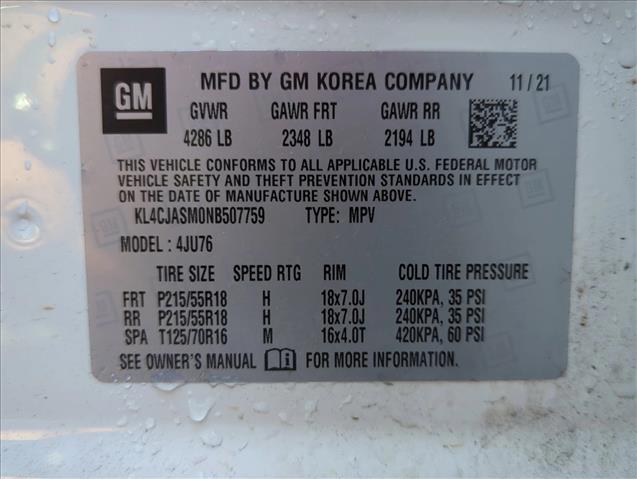 GM
MFD BY GM KOREA COMPANY 11/21
GVWR GAWR FRT GAWR RR
4286 LB 2348 LB 2194 LB
THIS VEHICLE CONFORMS TO ALL APPLICABLE U.S. FEDERAL MOTOR
VEHICLE SAFETY AND THEFT PREVENTION STANDARDS IN EFFECT
ON THE DATE OF MANUFACTURE SHOWN ABOVE.
KL4CJASM0NB507759 TYPE: MPV
MODEL: 4JU76
TIRE SIZE SPEED RTG RIM COLD TIRE PRESSURE
FRT P215/55R18 H 18x7.0J 240KPA, 35 PSI
RR P215/55R18 H 18x7.0J 240KPA, 35 PSI
SPA T125/70R16 M 16x4.0T 420KPA, 60 PSI
SEE OWNER'S MANUAL FOR MORE INFORMATION.